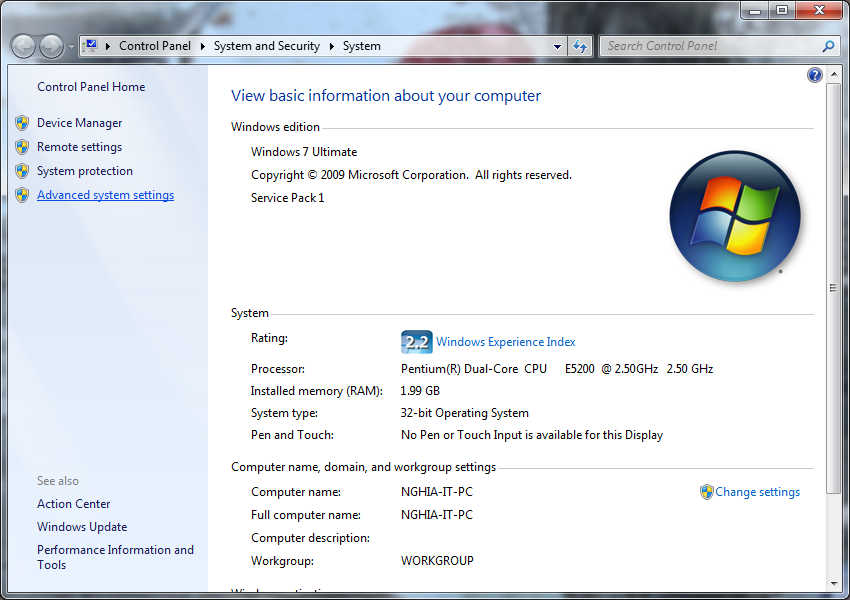 Control Panel ▸ System and Security ▸ System
Search Control Panel
Control Panel Home
Device Manager
Remote settings
System protection
Advanced system settings
See also
Action Center
Windows Update
Performance Information and
Tools
View basic information about your computer
Windows edition
Windows 7 Ultimate
Copyright © 2009 Microsoft Corporation.  All rights reserved.
Service Pack 1
System
Rating: 2.2 Windows Experience Index
Processor: Pentium(R) Dual-Core  CPU      E5200  @ 2.50GHz   2.50 GHz
Installed memory (RAM): 1.99 GB
System type: 32-bit Operating System
Pen and Touch: No Pen or Touch Input is available for this Display
Computer name, domain, and workgroup settings
Computer name: NGHIA-IT-PC Change settings
Full computer name: NGHIA-IT-PC
Computer description:
Workgroup: WORKGROUP